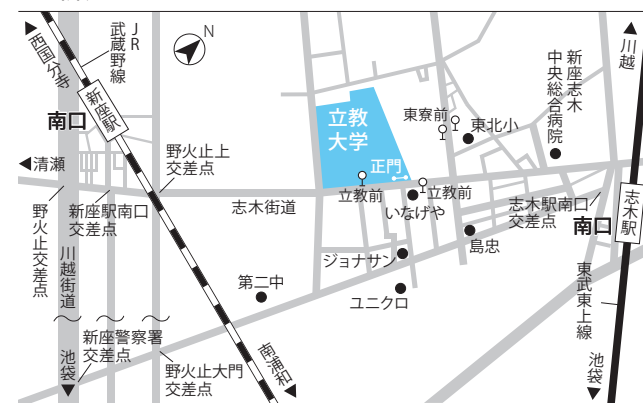 西国分寺
JR
武蔵野線
N
新座駅
南口
清瀬
野火止上
交差点
新座駅南口
交差点
野火止交差点
川越街道
志木街道
立教
大学
正門
立教前
立教前
いなげや
東寮前
東北小
新座志木
中央総合病院
川越
志木駅
志木駅南口
交差点
南口
島忠
ジョナサン
ユニクロ
第二中
東武東上線
新座警察署
交差点
池袋
野火止大門
交差点
南浦和
池袋